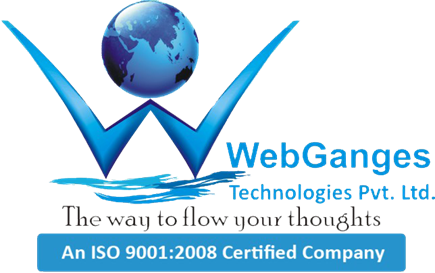 WebGanges
Technologies Pvt. Ltd.
The way to flow your thoughts
An ISO 9001:2008 Certified Company